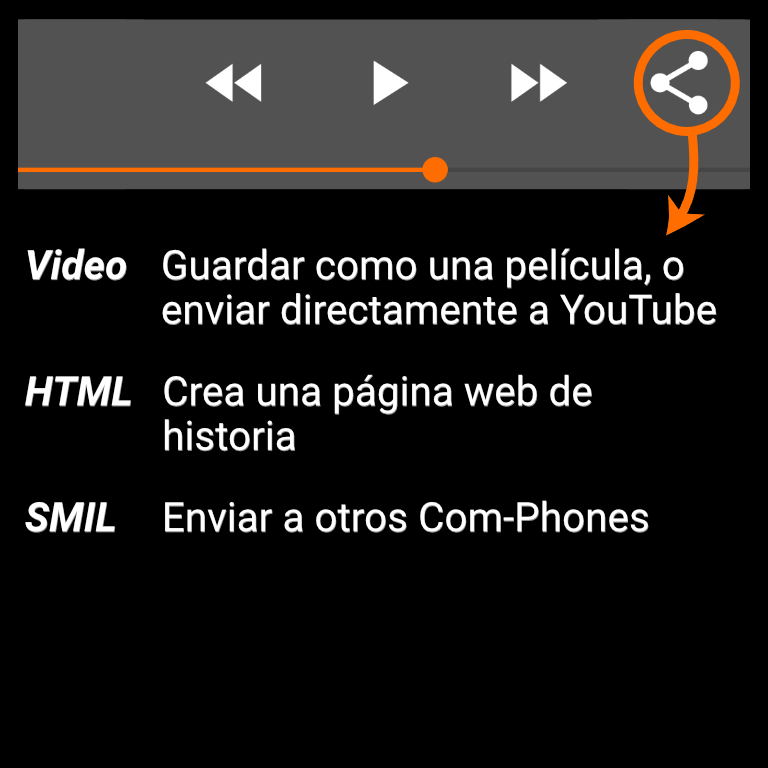 Video Guardar como una película, o
enviar directamente a YouTube
HTML Crea una página web de
historia
SMIL Enviar a otros Com-Phones